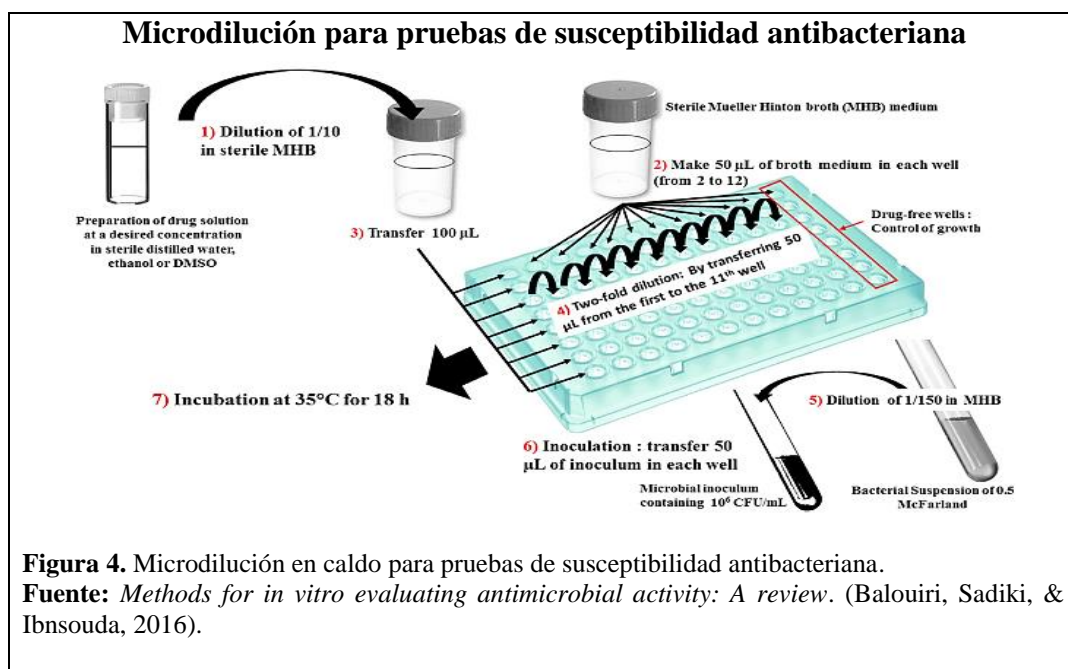 Microdilución para pruebas de susceptibilidad antibacteriana
1) Dilution of 1/10
in sterile MHB
Preparation of drug solution
at a desired concentration
in sterile distilled water,
ethanol or DMSO
Sterile Mueller Hinton broth (MHB) medium
2) Make 50 µL of broth medium in each well
(from 2 to 12)
3) Transfer 100 µL
Drug-free wells :
Control of growth
4) Two-fold dilution: By transferring 50
µL from the first to the 11th well
5) Dilution of 1/150 in MHB
6) Inoculation : transfer 50
µL of inoculum in each well
Microbial inoculum
containing 10⁶ CFU/mL
Bacterial Suspension of 0.5
McFarland
7) Incubation at 35°C for 18 h
Figura 4. Microdilución en caldo para pruebas de susceptibilidad antibacteriana.
Fuente: Methods for in vitro evaluating antimicrobial activity: A review. (Balouiri, Sadiki, &
Ibnsouda, 2016).